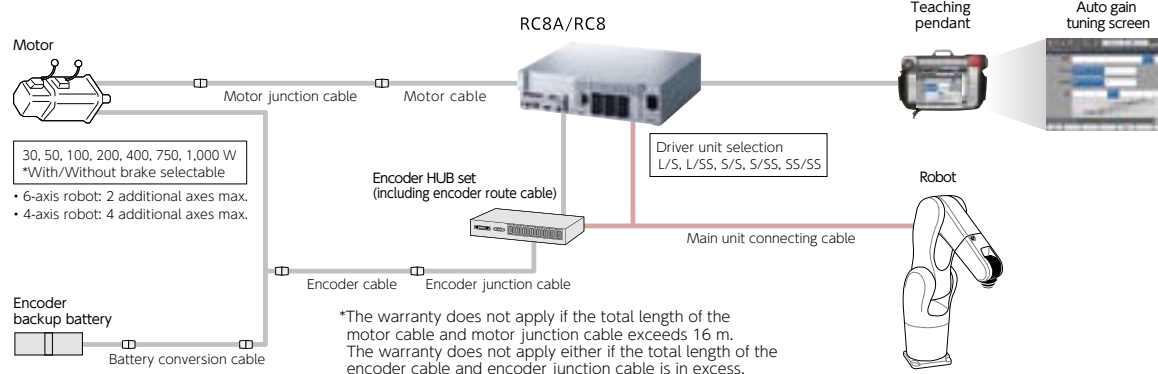 RC8A/RC8
Teaching
pendant
Auto gain
tuning screen
Motor
Motor junction cable
Motor cable
30, 50, 100, 200, 400, 750, 1,000 W
*With/Without brake selectable
• 6-axis robot: 2 additional axes max.
• 4-axis robot: 4 additional axes max.
Driver unit selection
L/S, L/SS, S/S, S/SS, SS/SS
Encoder HUB set
(including encoder route cable)
Robot
Main unit connecting cable
Encoder cable
Encoder junction cable
Encoder
backup battery
Battery conversion cable
*The warranty does not apply if the total length of the
motor cable and motor junction cable exceeds 16 m.
The warranty does not apply either if the total length of the
encoder cable and encoder junction cable is in excess.